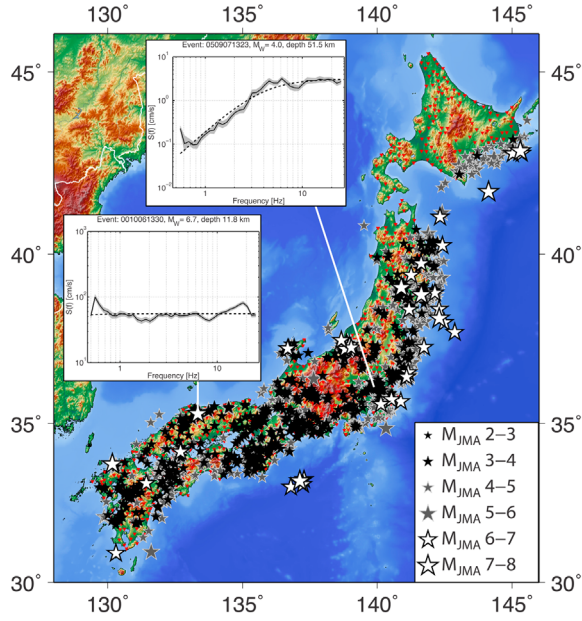 130˚
135˚
140˚
145˚
45˚
45˚
40˚
40˚
35˚
35˚
30˚
30˚
130˚
135˚
140˚
145˚
Event: 0509071323, MW= 4.0, depth 51.5 km
10²
10¹
10⁰
10⁻¹
10⁻²
S(f) [cm/s]
1
10
Frequency [Hz]
Event: 0010061330, MW= 6.7, depth 11.8 km
10³
10²
10¹
S(f) [cm/s]
1
10
Frequency [Hz]
MJMA 2–3
MJMA 3–4
MJMA 4–5
MJMA 5–6
MJMA 6–7
MJMA 7–8